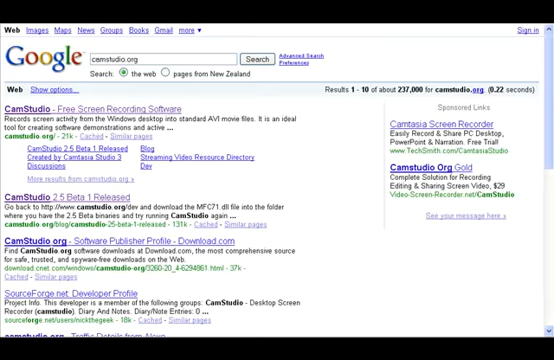 Web Images Maps News Groups Books Gmail more ▼ Sign in
Google camstudio.org Search Advanced Search
Preferences
Search: the web pages from New Zealand
Web Show options... Results 1 - 10 of about 237,000 for camstudio.org. (0.22 seconds)
CamStudio - Free Screen Recording Software
Records screen activity from the Windows desktop into standard AVI movie files. It is an ideal
tool for creating software demonstrations and active ...
camstudio.org/ - 21k - Cached - Similar pages
CamStudio 2.5 Beta 1 Released Blog
Created by Camtasia Studio 3 Streaming Video Resource Directory
Discussions Dev
More results from camstudio.org »
CamStudio 2.5 Beta 1 Released
Go back to http://www.camstudio.org/dev and download the MFC71.dll file into the folder
where you have the 2.5 Beta binaries and try running CamStudio again ...
camstudio.org/blog/camstudio-25-beta-1-released - 131k - Cached - Similar pages
CamStudio org - Software Publisher Profile - Download.com
Find CamStudio org software downloads at Download.com, the most comprehensive source
for safe, trusted, and spyware-free downloads on the Web.
download.cnet.com/windows/camstudio-org/3260-20_4-6294861.html - 37k -
Cached - Similar pages
SourceForge.net: Developer Profile
Project Info. This developer is a member of the following groups: CamStudio - Desktop Screen
Recorder (camstudio). Diary And Notes. Diary/Note Entries: 0 ...
sourceforge.net/users/nickthegeek - 18k - Cached - Similar pages
camstudio.org - Traffic Details from Alexa
Sponsored Links
Camtasia Screen Recorder
Easily Record & Share PC Desktop,
PowerPoint & Narration. Free Trial!
www.TechSmith.com/CamtasiaStudio
Camstudio Org Gold
Complete Solution for Recording
Editing & Sharing Screen Video, $29
Video-Screen-Recorder.net/CamStudio
See your message here »